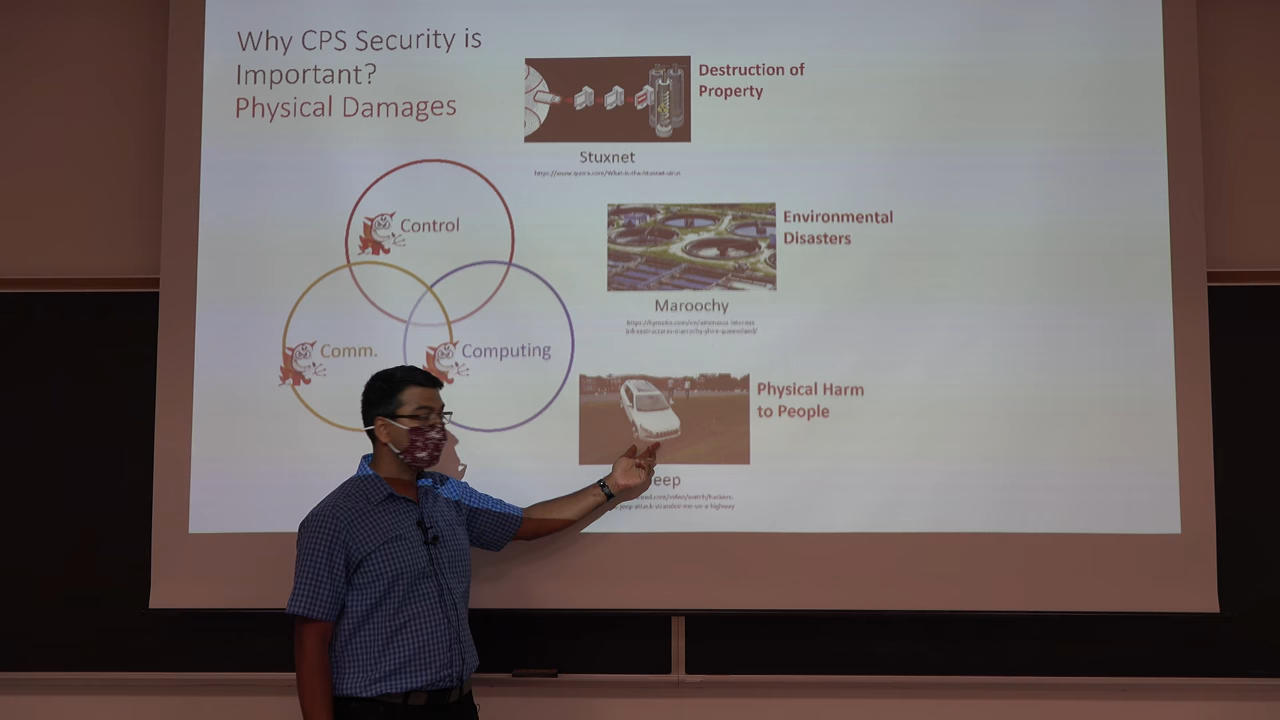 Why CPS Security is
Important?
Physical Damages
Destruction of
Property
Stuxnet
Control
Environmental
Disasters
Maroochy
Comm.
Computing
Physical Harm
to People
eep